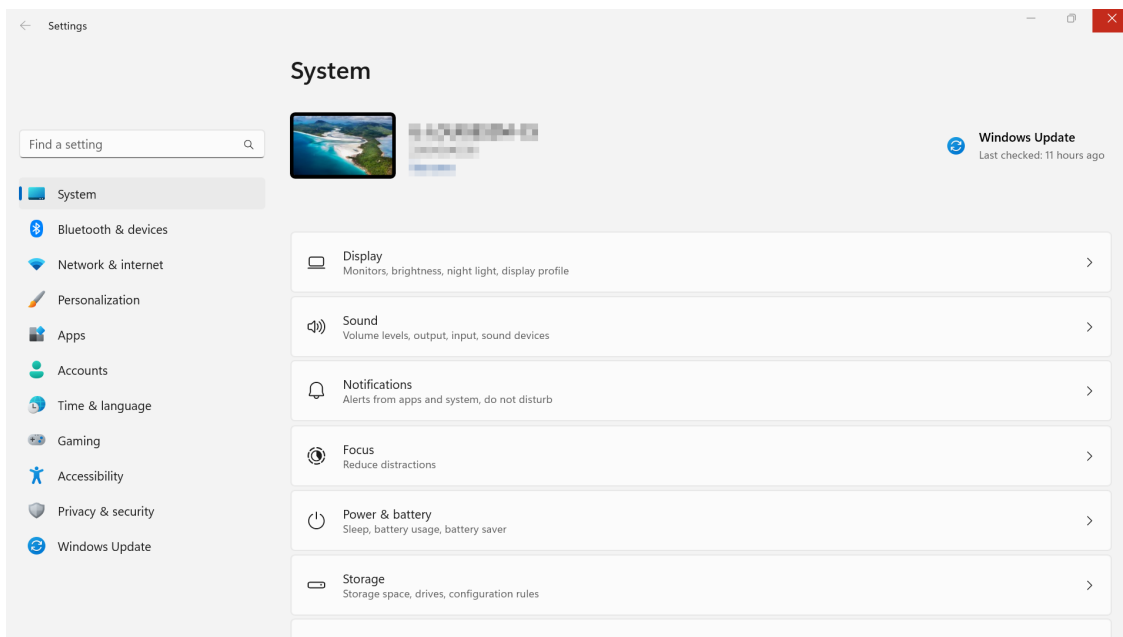 Settings
System
Find a setting
Windows Update
Last checked: 11 hours ago
System
Bluetooth & devices
Network & internet
Personalization
Apps
Accounts
Time & language
Gaming
Accessibility
Privacy & security
Windows Update
Display
Monitors, brightness, night light, display profile
Sound
Volume levels, output, input, sound devices
Notifications
Alerts from apps and system, do not disturb
Focus
Reduce distractions
Power & battery
Sleep, battery usage, battery saver
Storage
Storage space, drives, configuration rules